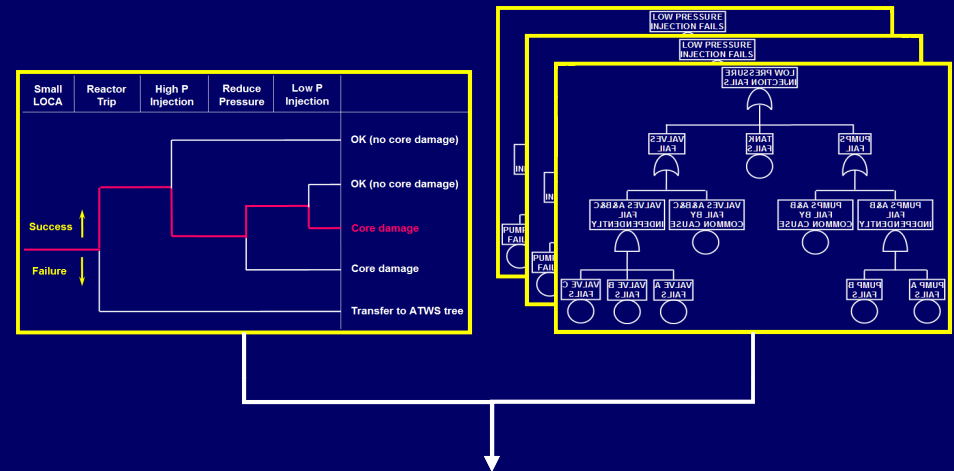 Small LOCA
Reactor Trip
High P Injection
Reduce Pressure
Low P Injection
OK (no core damage)
OK (no core damage)
Success
Core damage
Failure
Core damage
Transfer to ATWS tree
LOW PRESSURE
INJECTION FAILS
LOW PRESSURE
INJECTION FAILS
LOW PRESSURE
INJECTION FAILS
VALVES
FAIL
TANK
FAILS
PUMPS
FAIL
VALVES A&B&C
FAIL
INDEPENDENTLY
VALVES A&B&C
FAIL BY
COMMON CAUSE
PUMPS A&B
FAIL BY
COMMON CAUSE
PUMPS A&B
FAIL
INDEPENDENTLY
VALVE C
FAILS
VALVE B
FAILS
VALVE A
FAILS
PUMP B
FAILS
PUMP A
FAILS